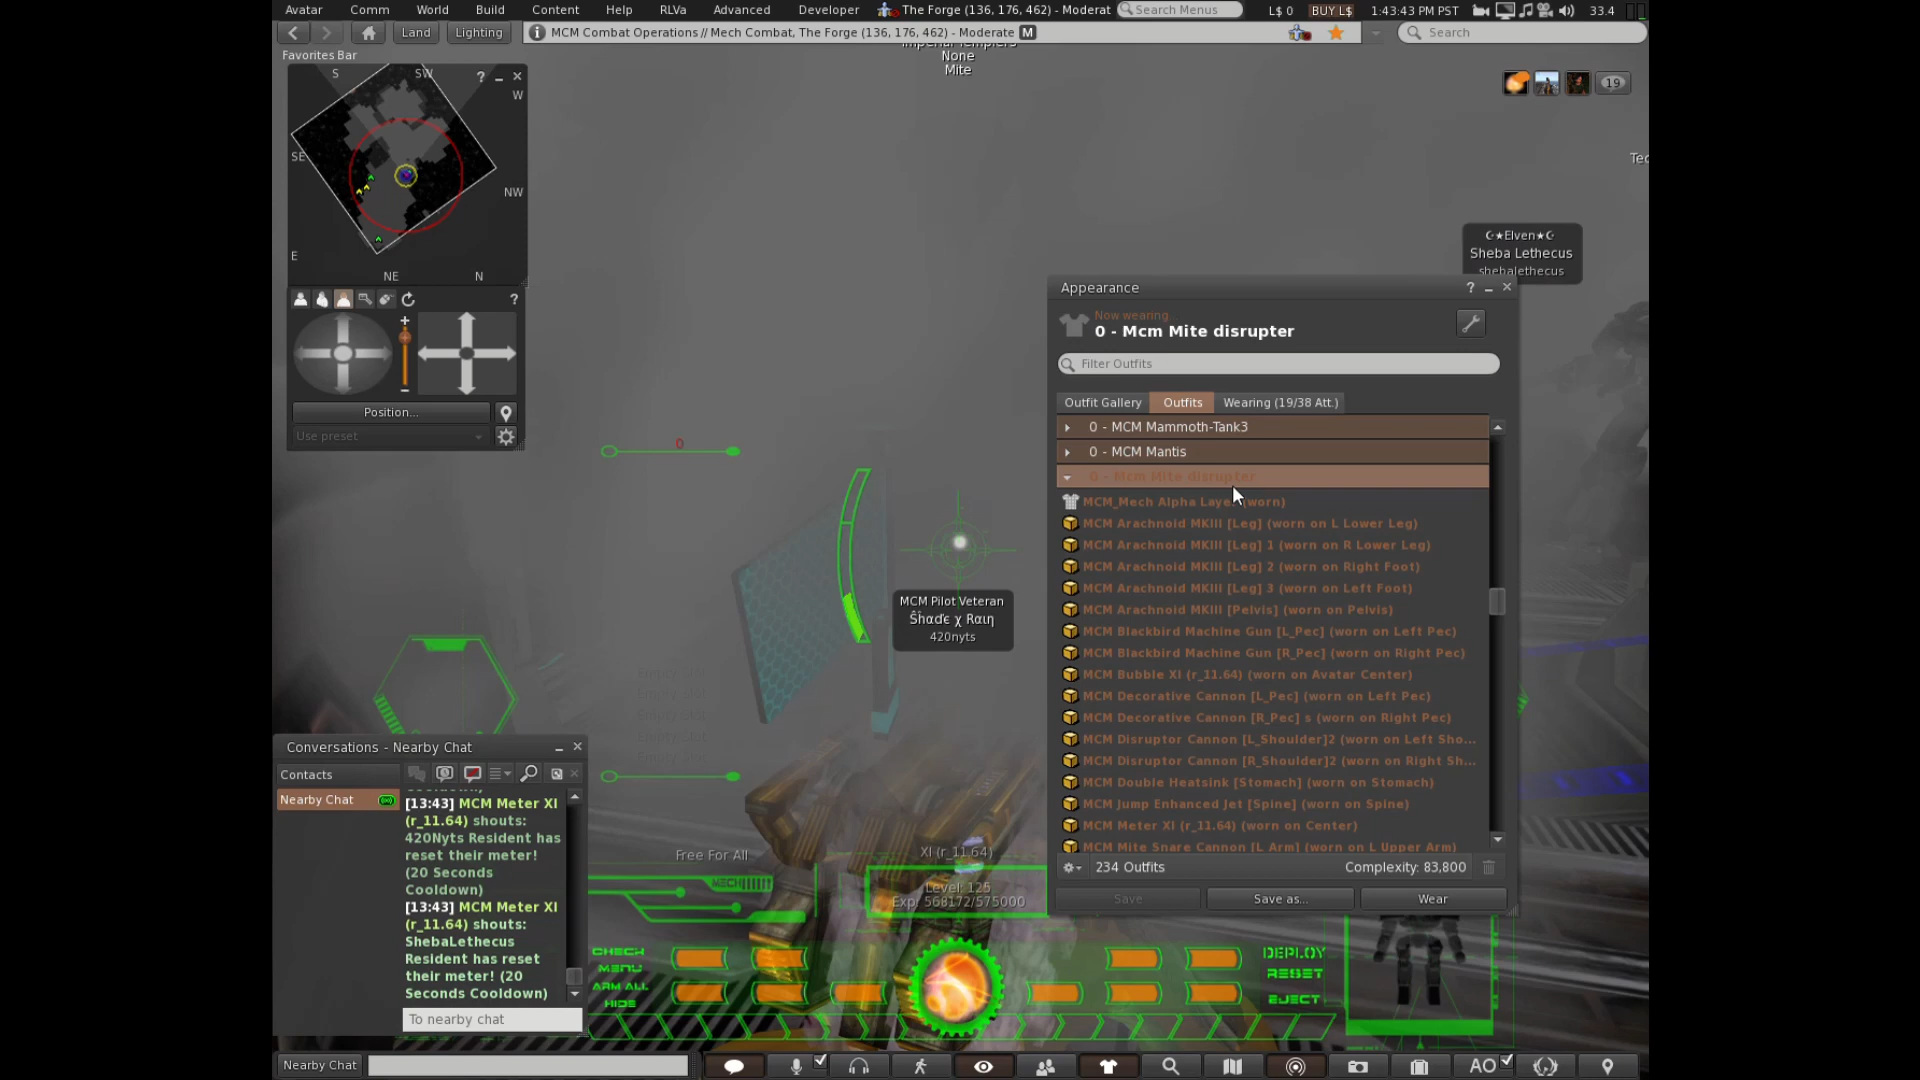 Avatar Comm World Build Content Help RLVa Advanced Developer The Forge (136, 176, 462) - Moderat Search Menus L$ 0 BUY L$ 1:43:43 PM PST 33.4
Land Lighting MCM Combat Operations // Mech Combat, The Forge (136, 176, 462) - Moderate M Search
Favorites Bar
None
Mite
S SW W
SE NW
E NE N
19
Tec
☪★Elven★☪
Sheba Lethecus
shebalethecus
Position...
Use preset
0
MCM Pilot Veteran
Ŝĥαďε χ Rαιη
420nyts
Appearance
Now wearing...
0 - Mcm Mite disrupter
Filter Outfits
Outfit Gallery Outfits Wearing (19/38 Att.)
0 - MCM Mammoth-Tank3
0 - MCM Mantis
0 - Mcm Mite disrupter
MCM_Mech Alpha Layer (worn)
MCM Arachnoid MKIII [Leg] (worn on L Lower Leg)
MCM Arachnoid MKIII [Leg] 1 (worn on R Lower Leg)
MCM Arachnoid MKIII [Leg] 2 (worn on Right Foot)
MCM Arachnoid MKIII [Leg] 3 (worn on Left Foot)
MCM Arachnoid MKIII [Pelvis] (worn on Pelvis)
MCM Blackbird Machine Gun [L_Pec] (worn on Left Pec)
MCM Blackbird Machine Gun [R_Pec] (worn on Right Pec)
MCM Bubble XI (r_11.64) (worn on Avatar Center)
MCM Decorative Cannon [L_Pec] (worn on Left Pec)
MCM Decorative Cannon [R_Pec] s (worn on Right Pec)
MCM Disruptor Cannon [L_Shoulder]2 (worn on Left Sho...
MCM Disruptor Cannon [R_Shoulder]2 (worn on Right Sh...
MCM Double Heatsink [Stomach] (worn on Stomach)
MCM Jump Enhanced Jet [Spine] (worn on Spine)
MCM Meter XI (r_11.64) (worn on Center)
MCM Mite Snare Cannon [L_Arm] (worn on L Upper Arm)
234 Outfits Complexity: 83,800
Save Save as... Wear
Conversations - Nearby Chat
Contacts
Nearby Chat
Cooldown)
[13:43] MCM Meter XI
(r_11.64) shouts:
420Nyts Resident has
reset their meter!
(20 Seconds
Cooldown)
[13:43] MCM Meter XI
(r_11.64) shouts:
ShebaLethecus
Resident has reset
their meter! (20
Seconds Cooldown)
To nearby chat
Free For All
MECH
XI (r_11.64)
Level: 125
Exp: 568172/575000
CHECK
MENU
ARM ALL
HIDE
DEPLOY
RESET
EJECT
Nearby Chat AO